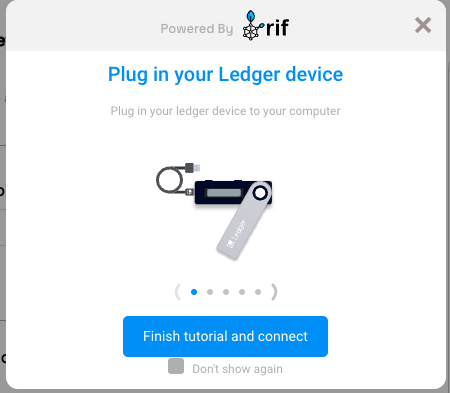 Powered By rif
Plug in your Ledger device
Plug in your ledger device to your computer
Ledger
Finish tutorial and connect
Don't show again